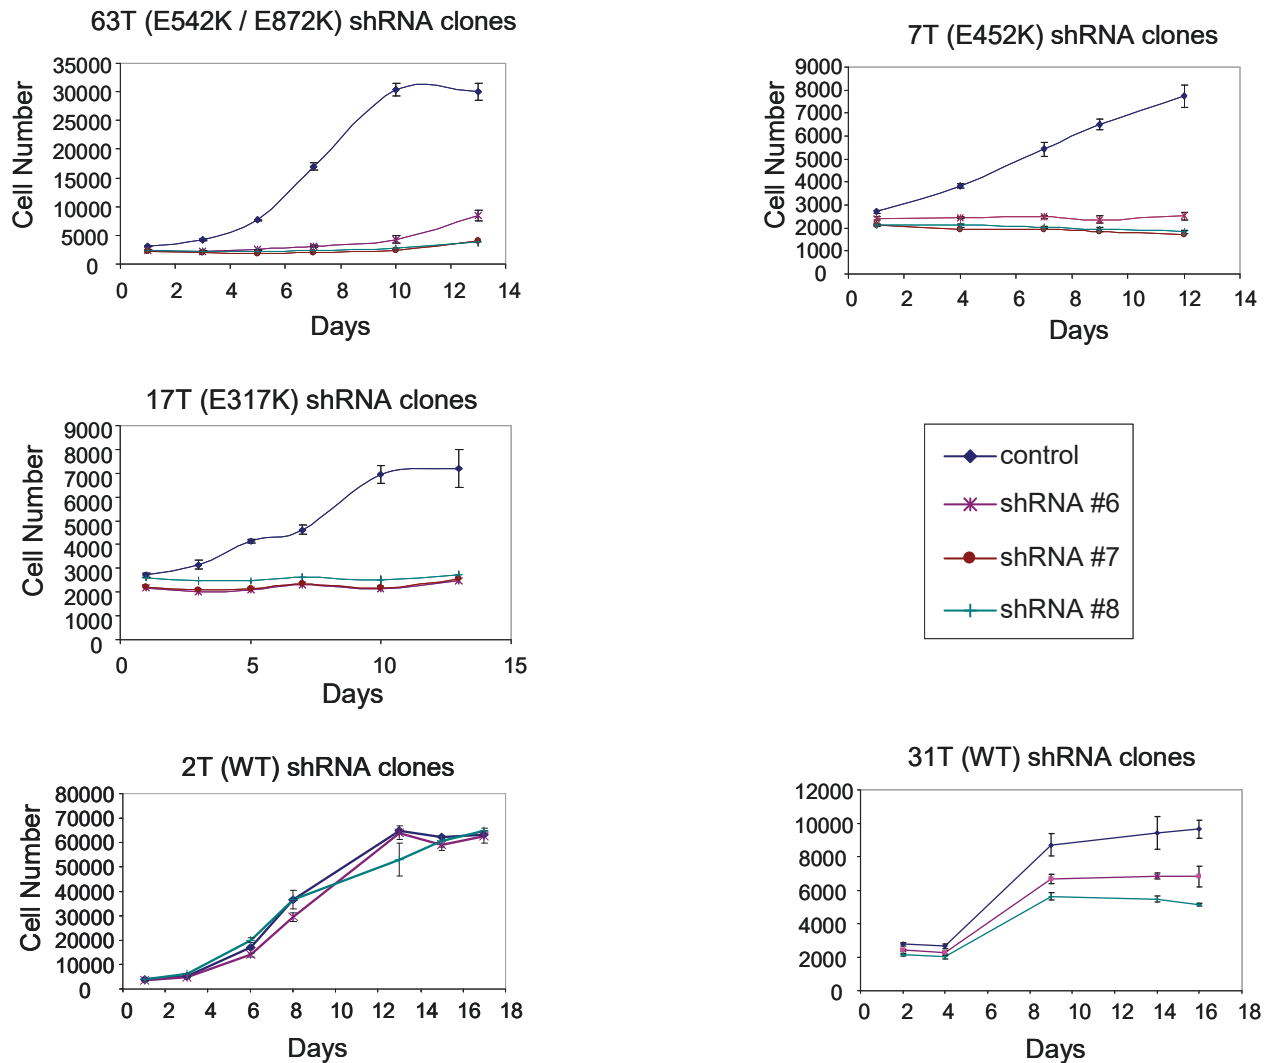 63T (E542K / E872K) shRNA clones
35000
30000
25000
20000
15000
10000
5000
0
Cell Number
0 2 4 6 8 10 12 14
Days
7T (E452K) shRNA clones
9000
8000
7000
6000
5000
4000
3000
2000
1000
0
Cell Number
0 2 4 6 8 10 12 14
Days
17T (E317K) shRNA clones
9000
8000
7000
6000
5000
4000
3000
2000
1000
0
Cell Number
0 5 10 15
Days
control
shRNA #6
shRNA #7
shRNA #8
2T (WT) shRNA clones
80000
70000
60000
50000
40000
30000
20000
10000
0
Cell Number
0 2 4 6 8 10 12 14 16 18
Days
31T (WT) shRNA clones
12000
10000
8000
6000
4000
2000
0
Cell Number
0 2 4 6 8 10 12 14 16 18
Days